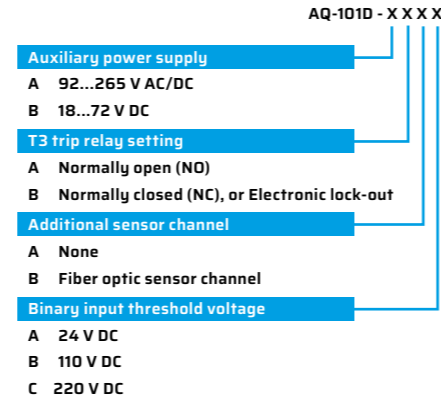 AQ-101D - X X X X
Auxiliary power supply
A 92...265 V AC/DC
B 18...72 V DC
T3 trip relay setting
A Normally open (NO)
B Normally closed (NC), or Electronic lock-out
Additional sensor channel
A None
B Fiber optic sensor channel
Binary input threshold voltage
A 24 V DC
B 110 V DC
C 220 V DC